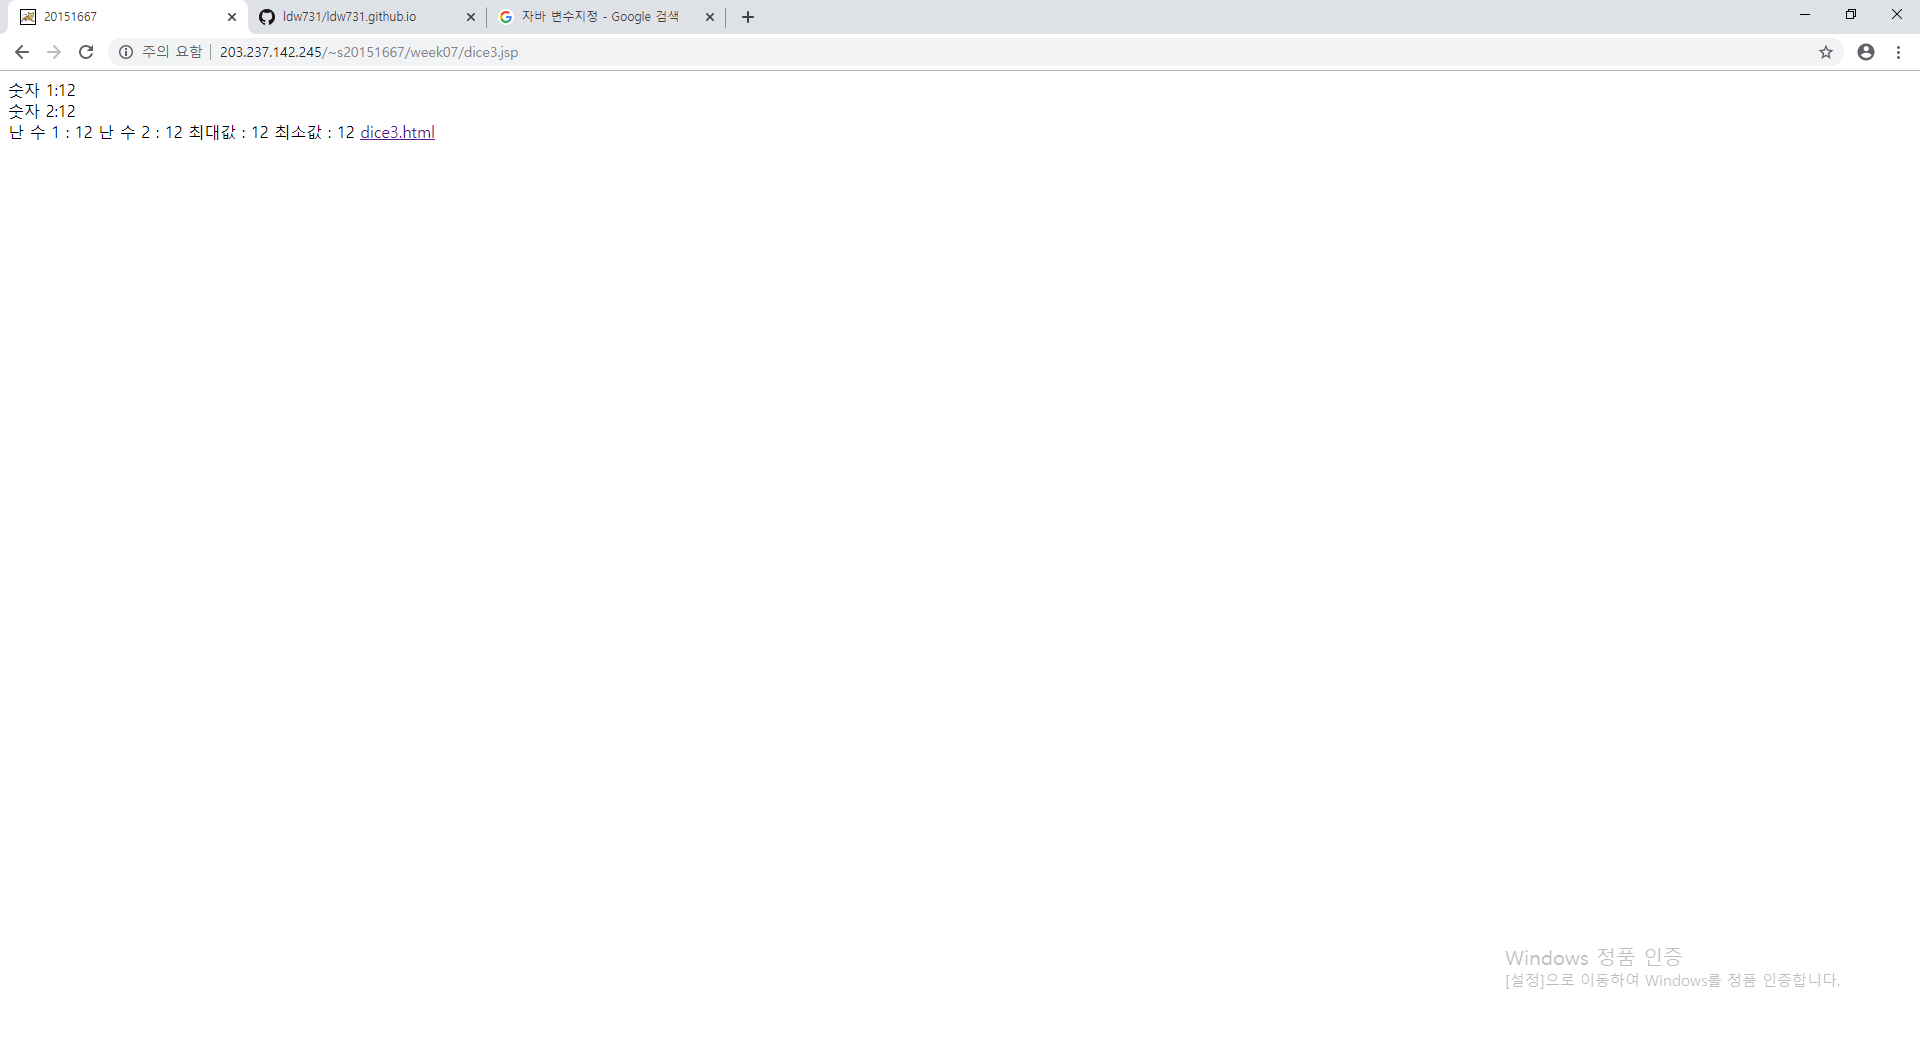 20151667
ldw731/ldw731.github.io
자바 변수지정 - Google 검색
주의 요함
203.237.142.245/~s20151667/week07/dice3.jsp
숫자 1:12
숫자 2:12
난 수 1 : 12 난 수 2 : 12 최대값 : 12 최소값 : 12 dice3.html
Windows 정품 인증
[설정]으로 이동하여 Windows를 정품 인증합니다.